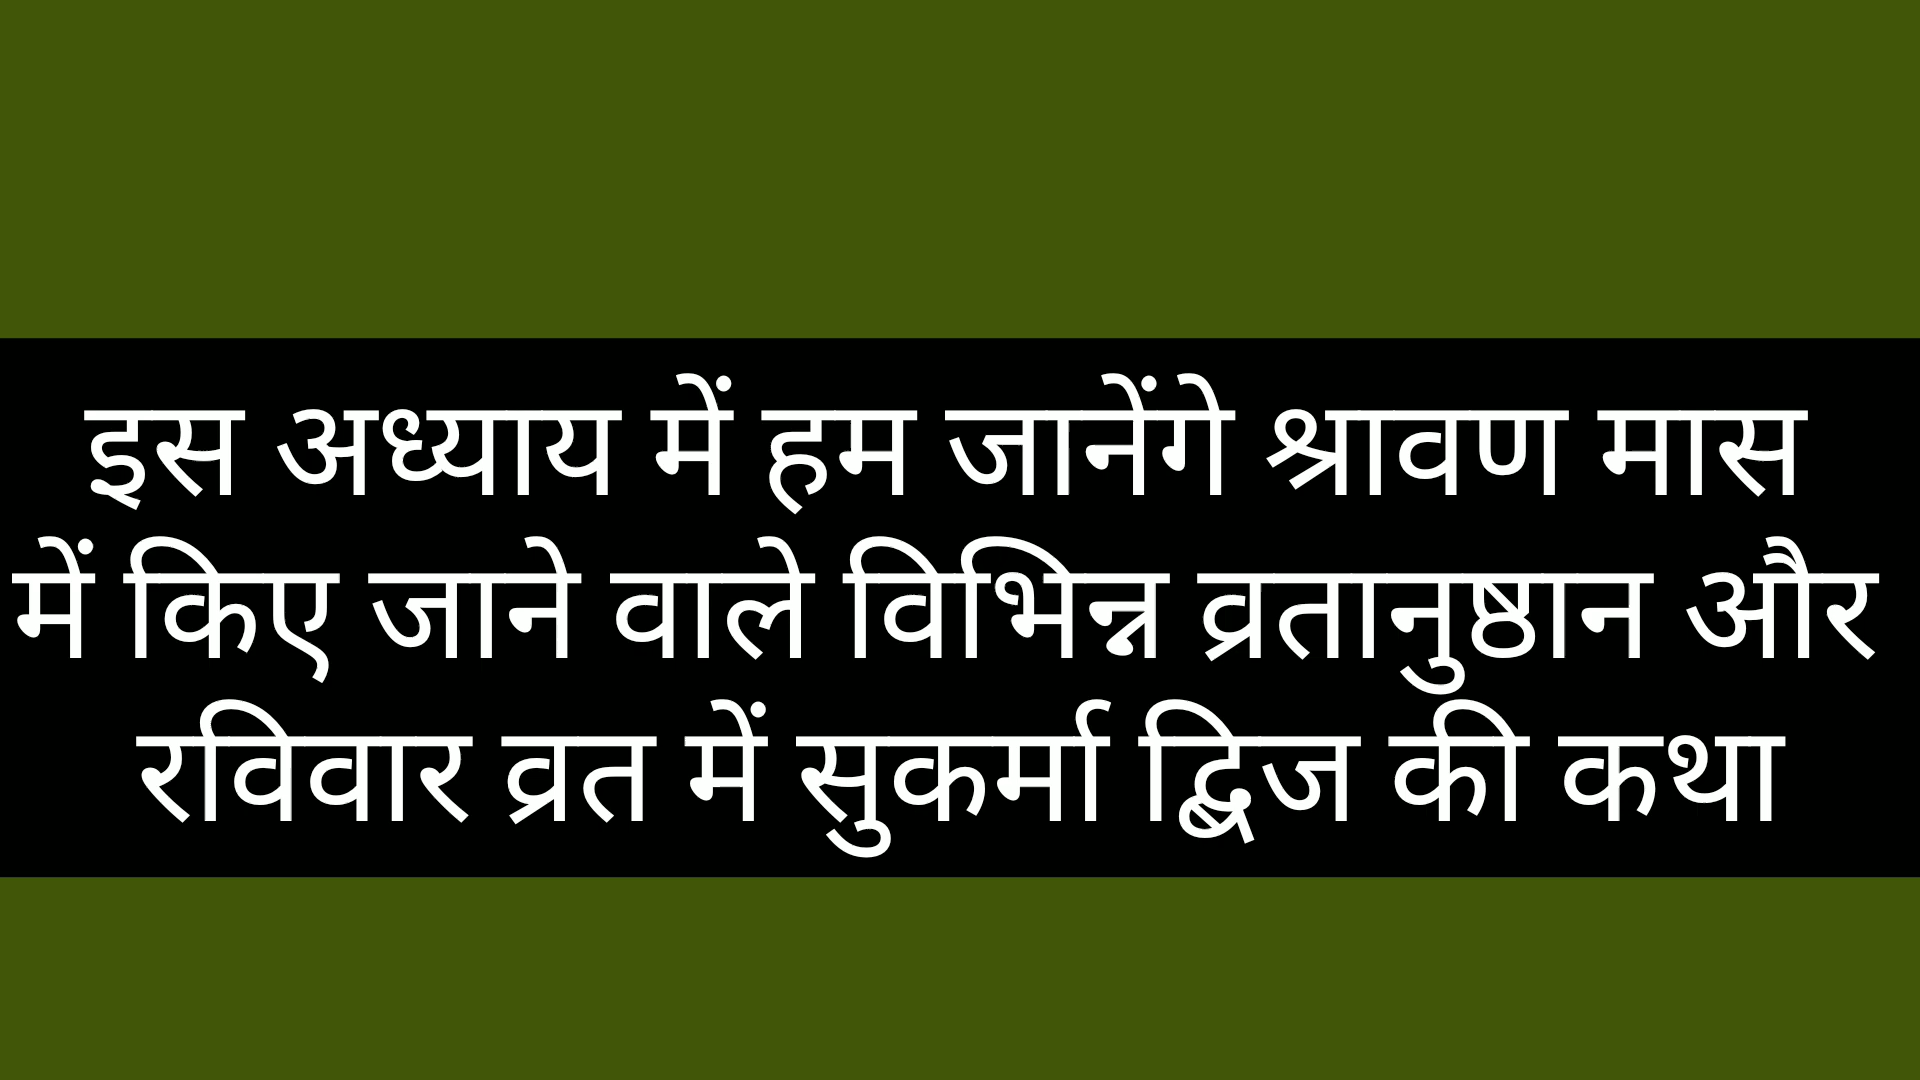 इस अध्याय में हम जानेंगे श्रावण मास
में किए जाने वाले विभिन्न व्रतानुष्ठान और
रविवार व्रत में सुकर्मा द्विज की कथा